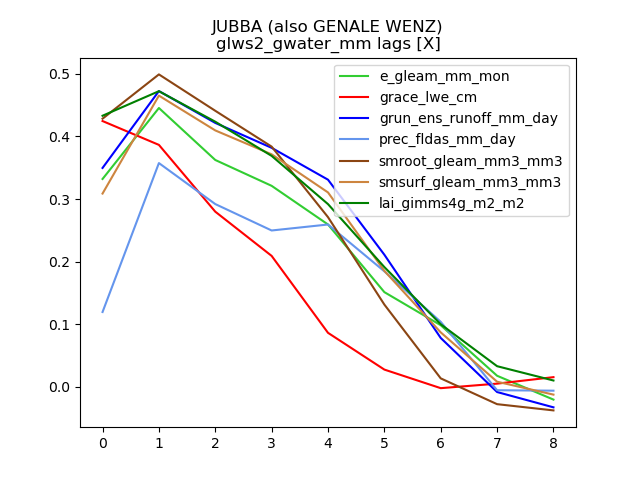 JUBBA (also GENALE WENZ)
glws2_gwater_mm lags [X]
e_gleam_mm_mon
grace_lwe_cm
grun_ens_runoff_mm_day
prec_fldas_mm_day
smroot_gleam_mm3_mm3
smsurf_gleam_mm3_mm3
lai_gimms4g_m2_m2
0.5
0.4
0.3
0.2
0.1
0.0
0 1 2 3 4 5 6 7 8